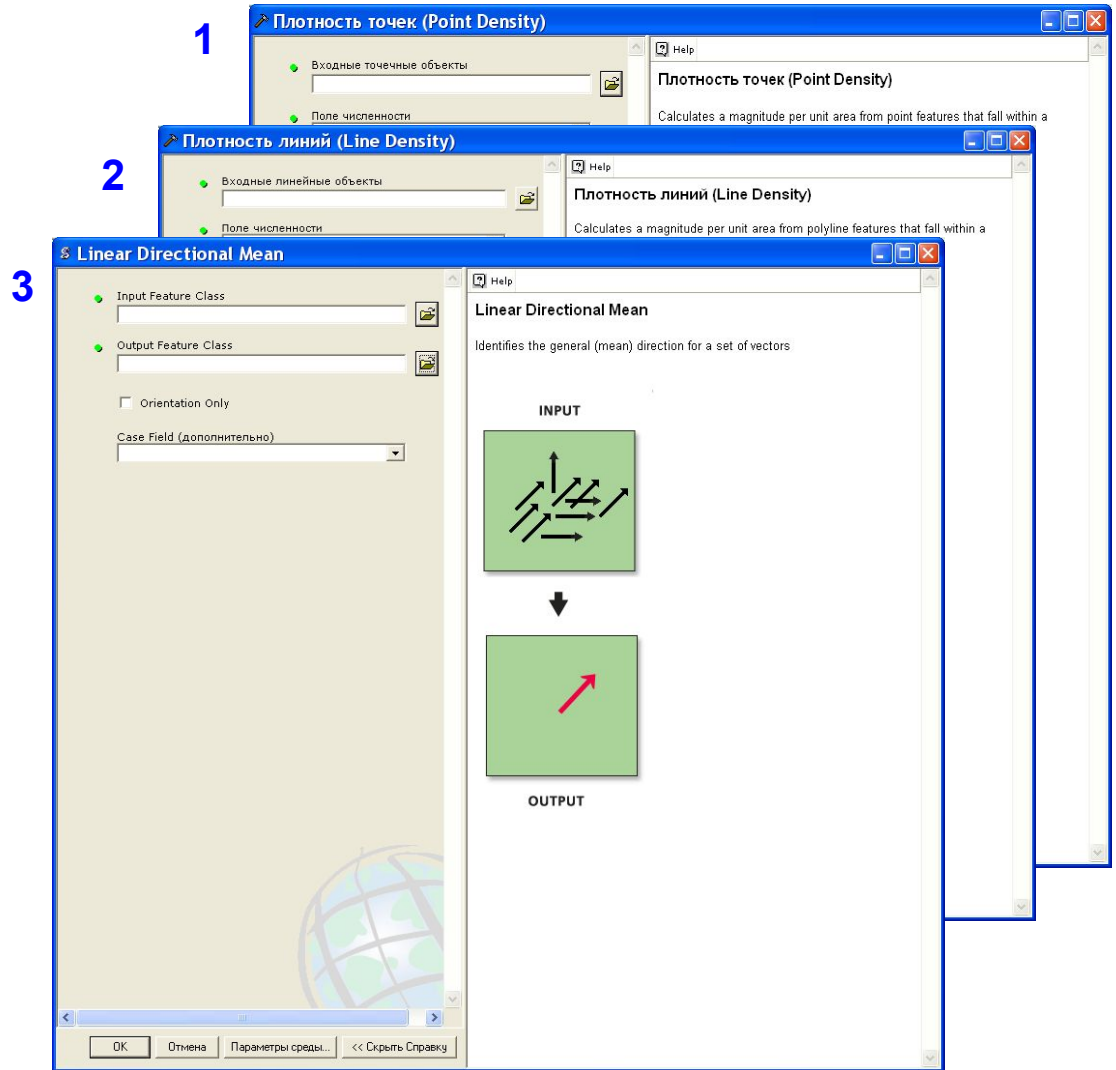 1
Плотность точек (Point Density)
Входные точечные объекты
Поле численности
Help
Плотность точек (Point Density)
Calculates a magnitude per unit area from point features that fall within a
2
Плотность линий (Line Density)
Входные линейные объекты
Поле численности
Help
Плотность линий (Line Density)
Calculates a magnitude per unit area from polyline features that fall within a
3
Linear Directional Mean
Input Feature Class
Output Feature Class
Orientation Only
Case Field (дополнительно)
OK
Отмена
Параметры среды...
<< Скрыть Справку
Help
Linear Directional Mean
Identifies the general (mean) direction for a set of vectors
INPUT
OUTPUT